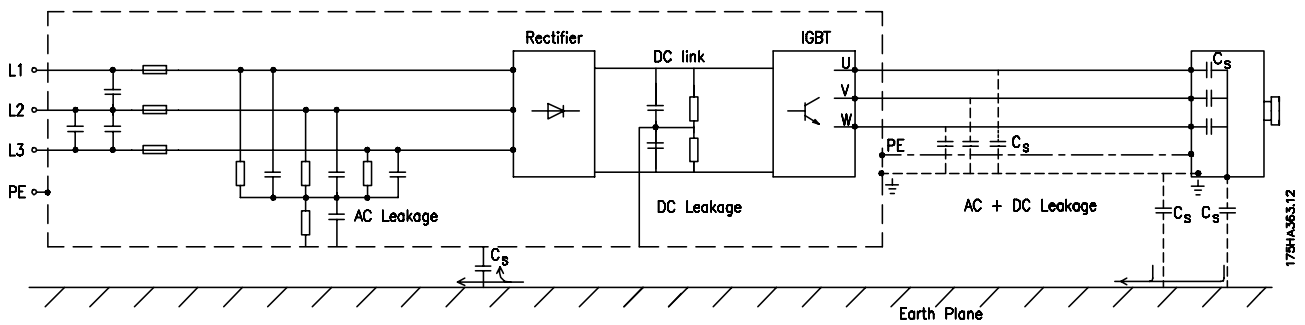 Rectifier
DC link
IGBT
L1
L2
L3
PE
U
V
W
PE
Cs
Cs
AC Leakage
DC Leakage
AC + DC Leakage
Cs
Cs
Cs
Earth Plane
175HA363.12